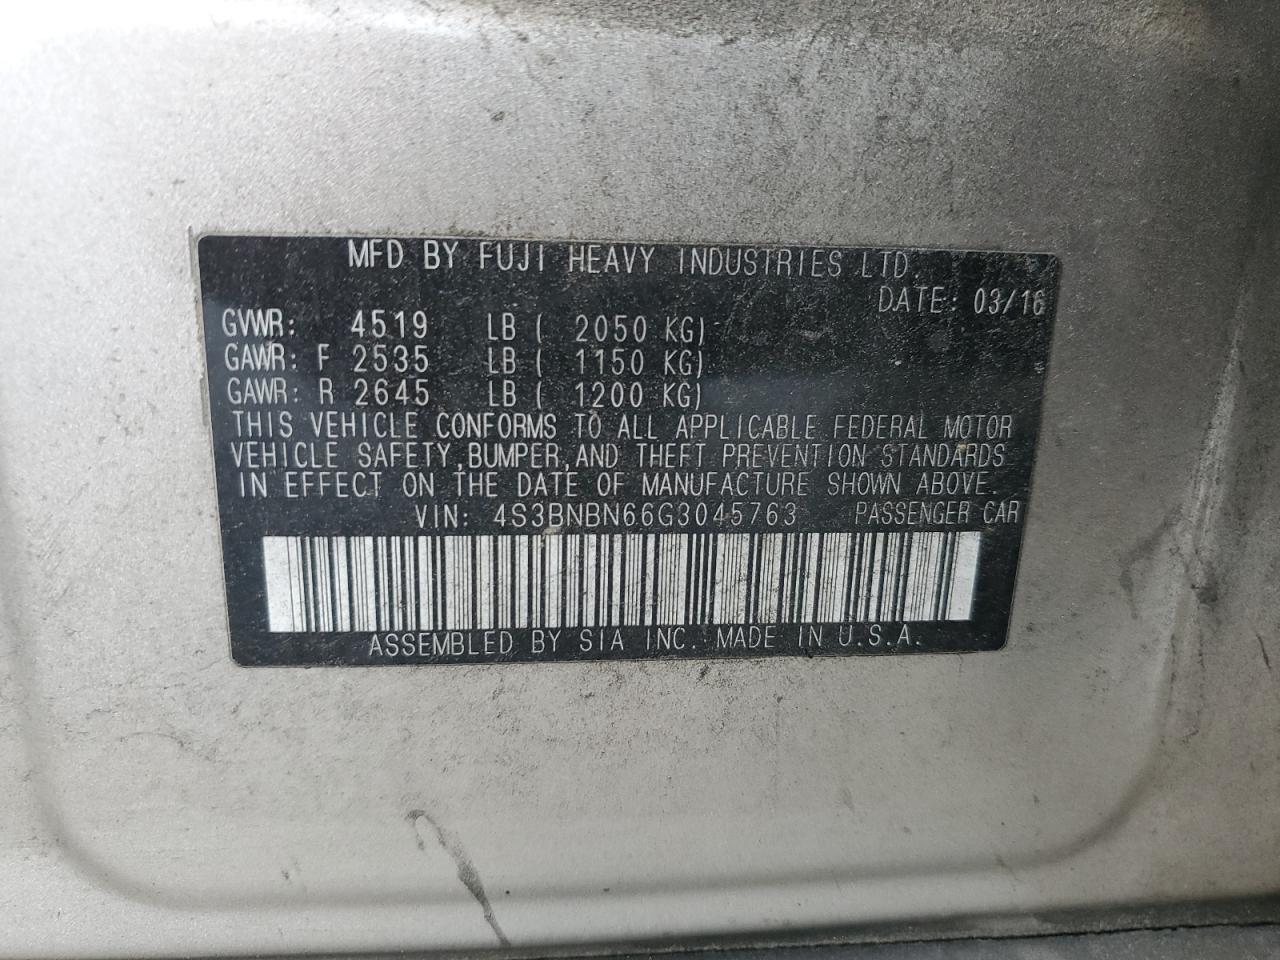 MFD BY FUJI HEAVY INDUSTRIES LTD.
DATE: 03/16
GVWR: 4519 LB ( 2050 KG)
GAWR: F 2535 LB ( 1150 KG)
GAWR: R 2645 LB ( 1200 KG)
THIS VEHICLE CONFORMS TO ALL APPLICABLE FEDERAL MOTOR
VEHICLE SAFETY, BUMPER, AND THEFT PREVENTION STANDARDS
IN EFFECT ON THE DATE OF MANUFACTURE SHOWN ABOVE.
VIN: 4S3BNBN66G3045763 PASSENGER CAR
ASSEMBLED BY SIA INC. MADE IN U.S.A.